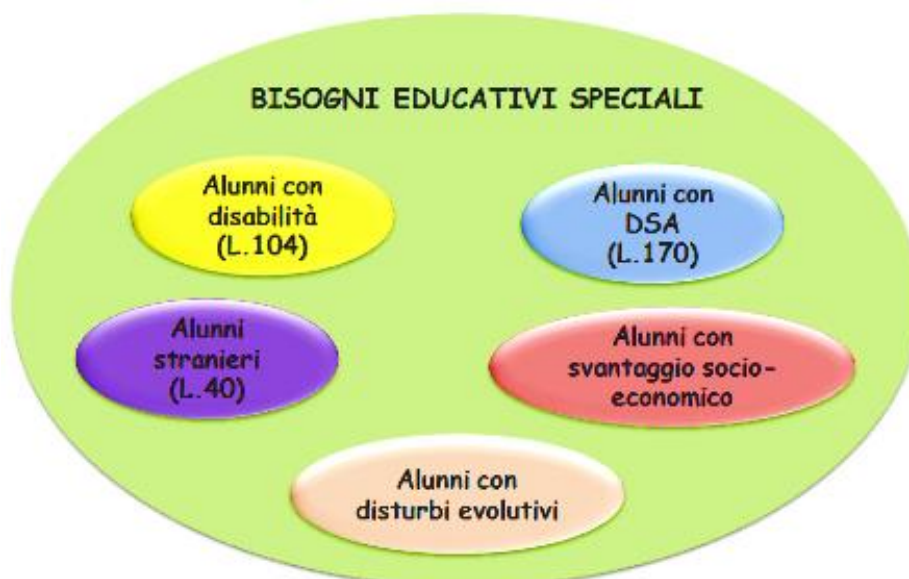 BISOGNI EDUCATIVI SPECIALI
Alunni con
disabilità
(L.104)
Alunni con
DSA
(L.170)
Alunni
stranieri
(L.40)
Alunni con
svantaggio socio-
economico
Alunni con
disturbi evolutivi